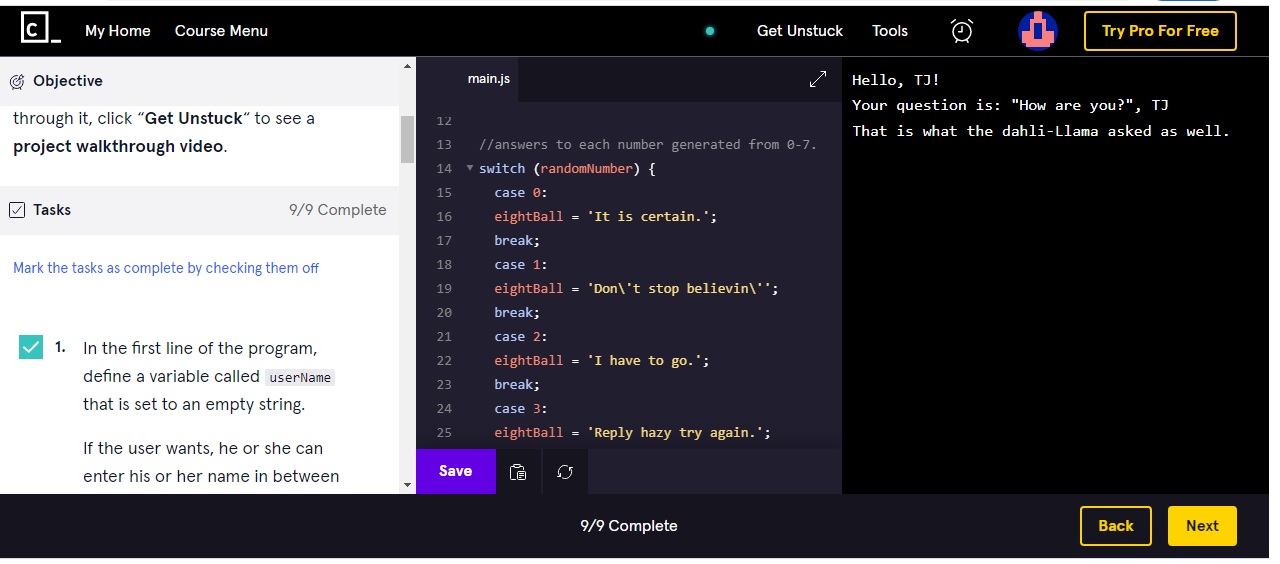 C_
My Home Course Menu Get Unstuck Tools Try Pro For Free
Objective
through it, click “Get Unstuck“ to see a
project walkthrough video.
Tasks 9/9 Complete
Mark the tasks as complete by checking them off
1. In the first line of the program,
define a variable called userName
that is set to an empty string.
If the user wants, he or she can
enter his or her name in between
main.js
12
13 //answers to each number generated from 0-7.
14 switch (randomNumber) {
15 case 0:
16 eightBall = 'It is certain.';
17 break;
18 case 1:
19 eightBall = 'Don\'t stop believin\'';
20 break;
21 case 2:
22 eightBall = 'I have to go.';
23 break;
24 case 3:
25 eightBall = 'Reply hazy try again.';
Save
Hello, TJ!
Your question is: "How are you?", TJ
That is what the dahli-Llama asked as well.
9/9 Complete
Back Next